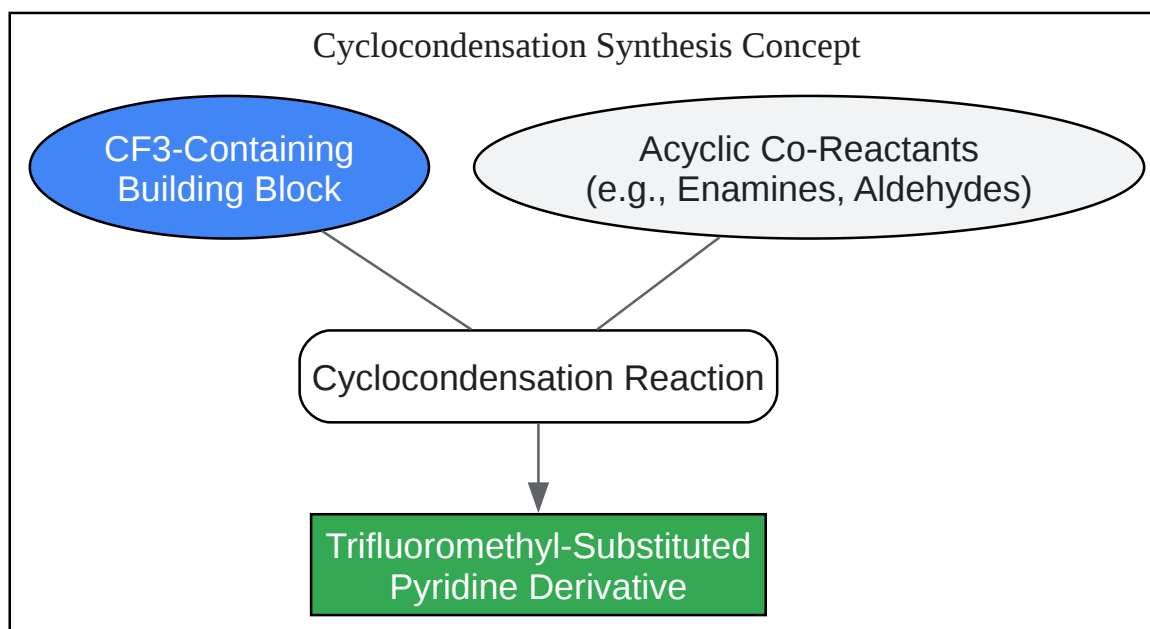 Cyclocondensation Synthesis Concept
CF3-Containing
Building Block
Acyclic Co-Reactants
(e.g., Enamines, Aldehydes)
Cyclocondensation Reaction
Trifluoromethyl-Substituted
Pyridine Derivative